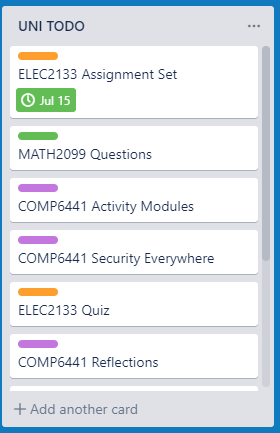 UNI TODO
ELEC2133 Assignment Set
Jul 15
MATH2099 Questions
COMP6441 Activity Modules
COMP6441 Security Everywhere
ELEC2133 Quiz
COMP6441 Reflections
Add another card